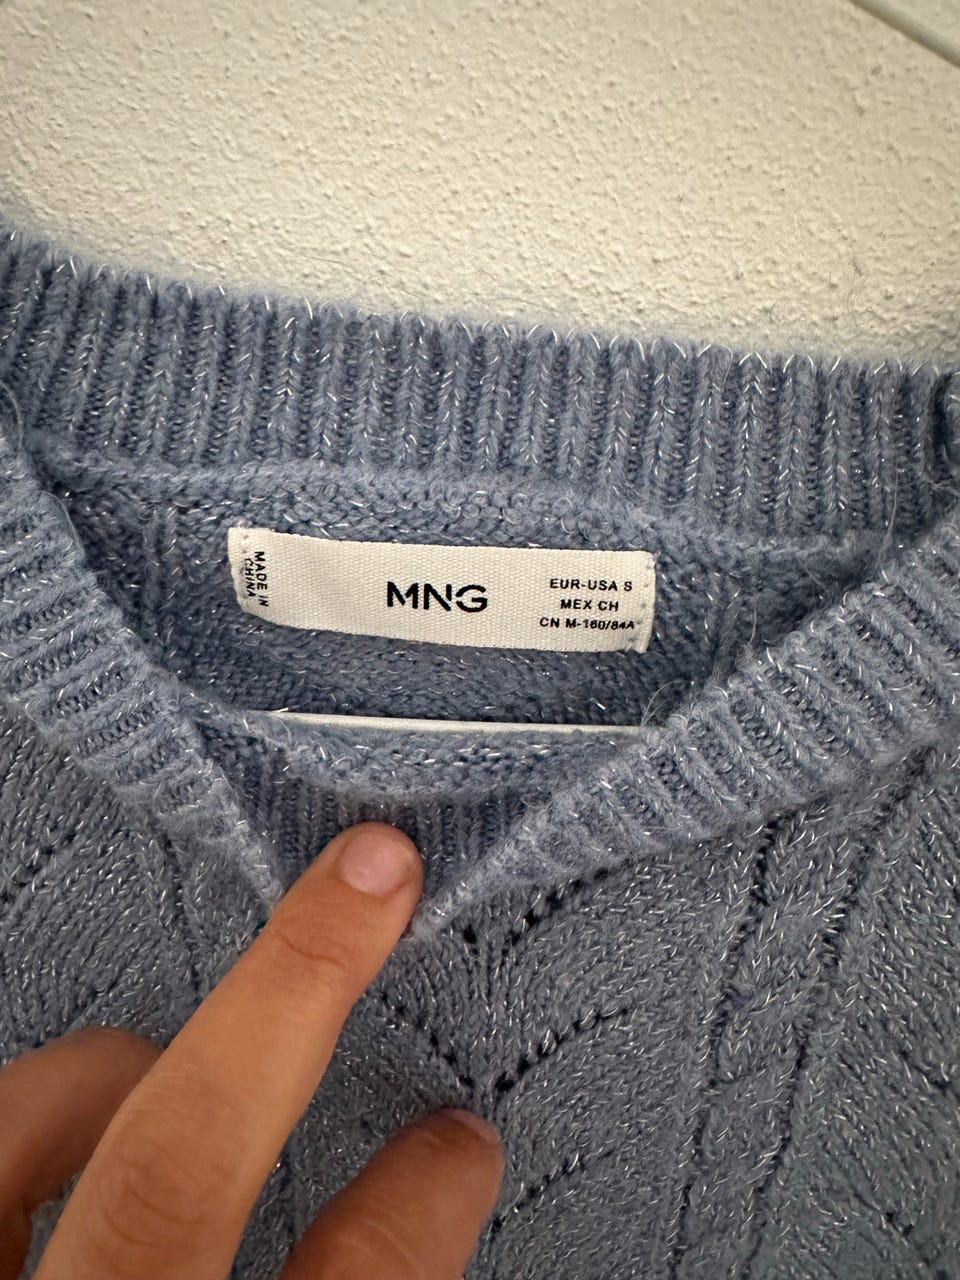 MADE IN
CHINA
MNG
EUR-USA S
MEX CH
CN M-160/84A